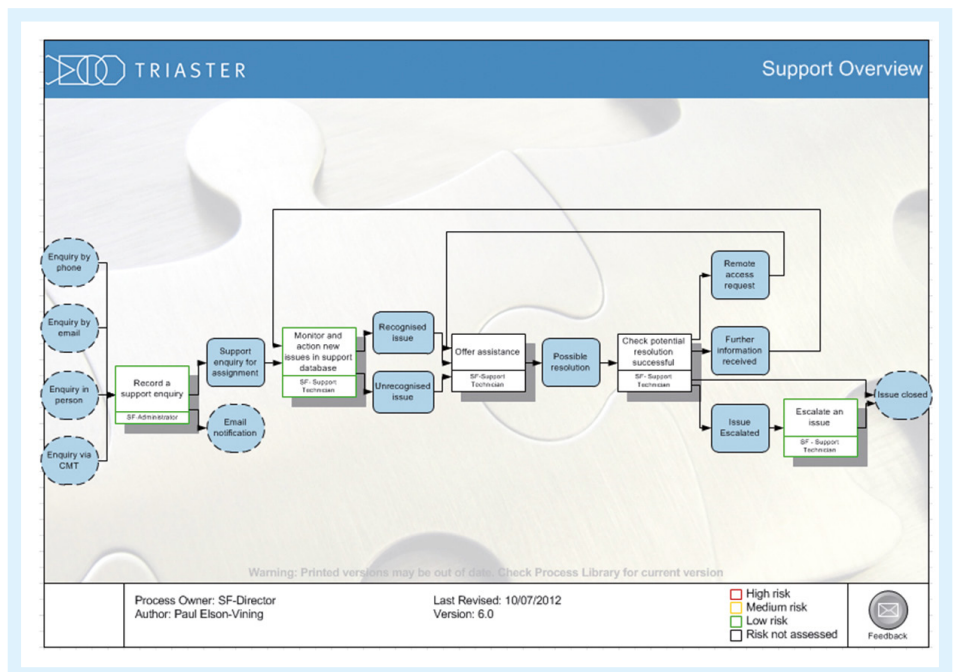 TRIASTER
Support Overview
Enquiry by
phone
Enquiry by
email
Enquiry in
person
Enquiry via
CMT
Record a
support enquiry
SF-Administrator
Support
enquiry for
assignment
Email
notification
Monitor and
action new
issues in support
database
SF- Support
Technician
Recognised
issue
Unrecognised
issue
Offer assistance
SF-Support
Technician
Possible
resolution
Check potential
resolution
successful
SF- Support
Technician
Remote
access
request
Further
information
received
Issue
Escalated
Escalate an
issue
SF - Support
Technician
Issue closed
Warning: Printed versions may be out of date. Check Process Library for current version
Process Owner: SF-Director
Author: Paul Elson-Vining
Last Revised: 10/07/2012
Version: 6.0
High risk
Medium risk
Low risk
Risk not assessed
Feedback